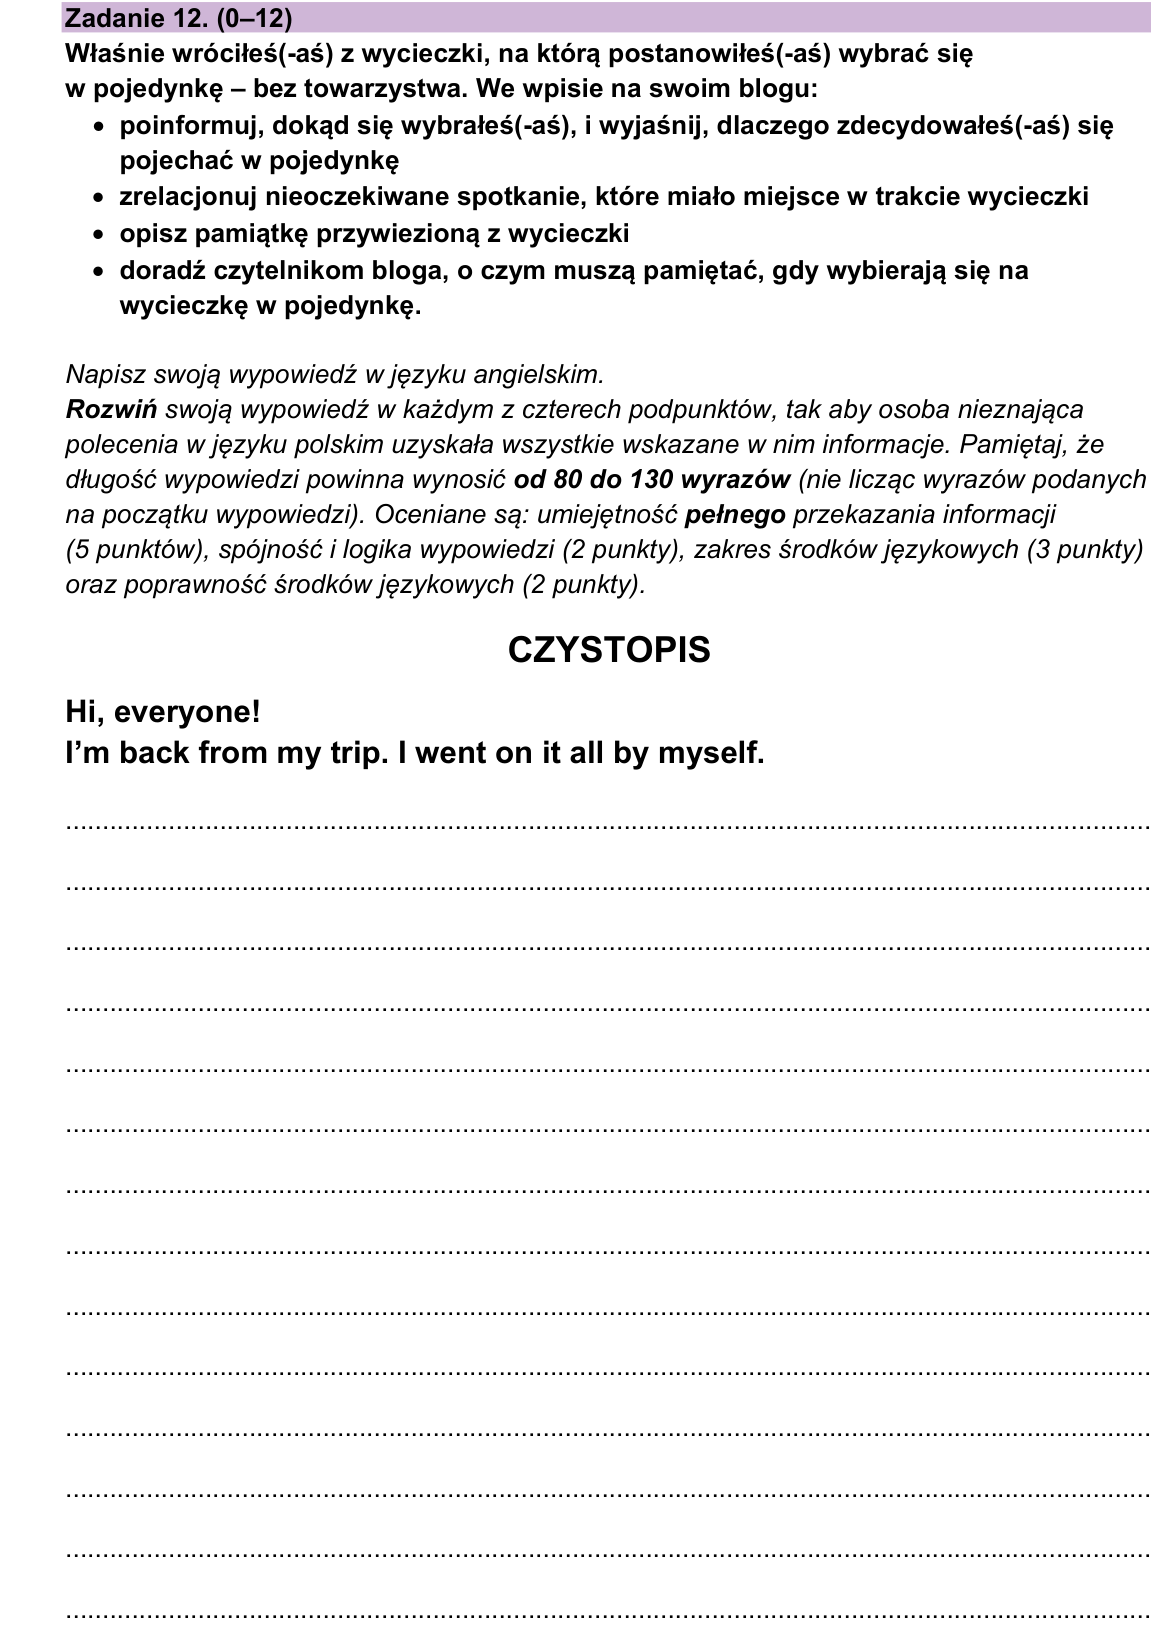 Zadanie 12. (0–12)
Właśnie wróciłeś(-aś) z wycieczki, na którą postanowiłeś(-aś) wybrać się
w pojedynkę – bez towarzystwa. We wpisie na swoim blogu:
• poinformuj, dokąd się wybrałeś(-aś), i wyjaśnij, dlaczego zdecydowałeś(-aś) się
pojechać w pojedynkę
• zrelacjonuj nieoczekiwane spotkanie, które miało miejsce w trakcie wycieczki
• opisz pamiątkę przywiezioną z wycieczki
• doradź czytelnikom bloga, o czym muszą pamiętać, gdy wybierają się na
wycieczkę w pojedynkę.
Napisz swoją wypowiedź w języku angielskim.
Rozwiń swoją wypowiedź w każdym z czterech podpunktów, tak aby osoba nieznająca
polecenia w języku polskim uzyskała wszystkie wskazane w nim informacje. Pamiętaj, że
długość wypowiedzi powinna wynosić od 80 do 130 wyrazów (nie licząc wyrazów podanych
na początku wypowiedzi). Oceniane są: umiejętność pełnego przekazania informacji
(5 punktów), spójność i logika wypowiedzi (2 punkty), zakres środków językowych (3 punkty)
oraz poprawność środków językowych (2 punkty).
CZYSTOPIS
Hi, everyone!
I’m back from my trip. I went on it all by myself.